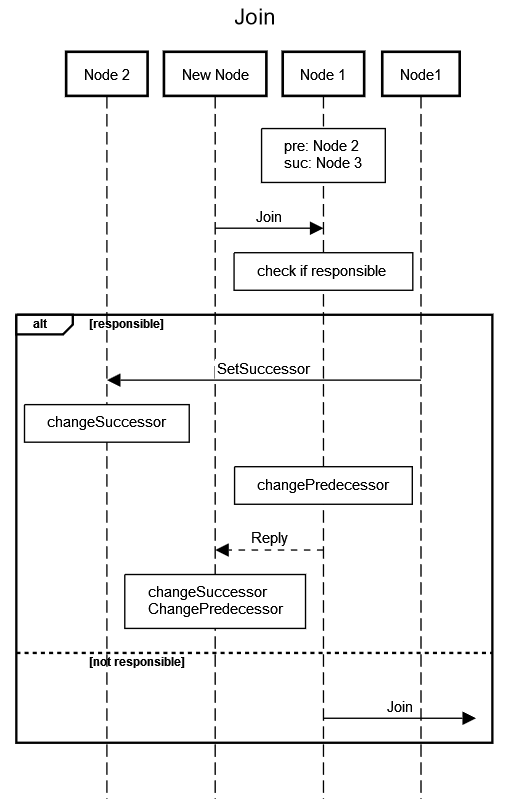 Join
Node 2
New Node
Node 1
Node1
pre: Node 2
suc: Node 3
Join
check if responsible
alt
[responsible]
SetSuccessor
changeSuccessor
changePredecessor
Reply
changeSuccessor
ChangePredecessor
[not responsible]
Join